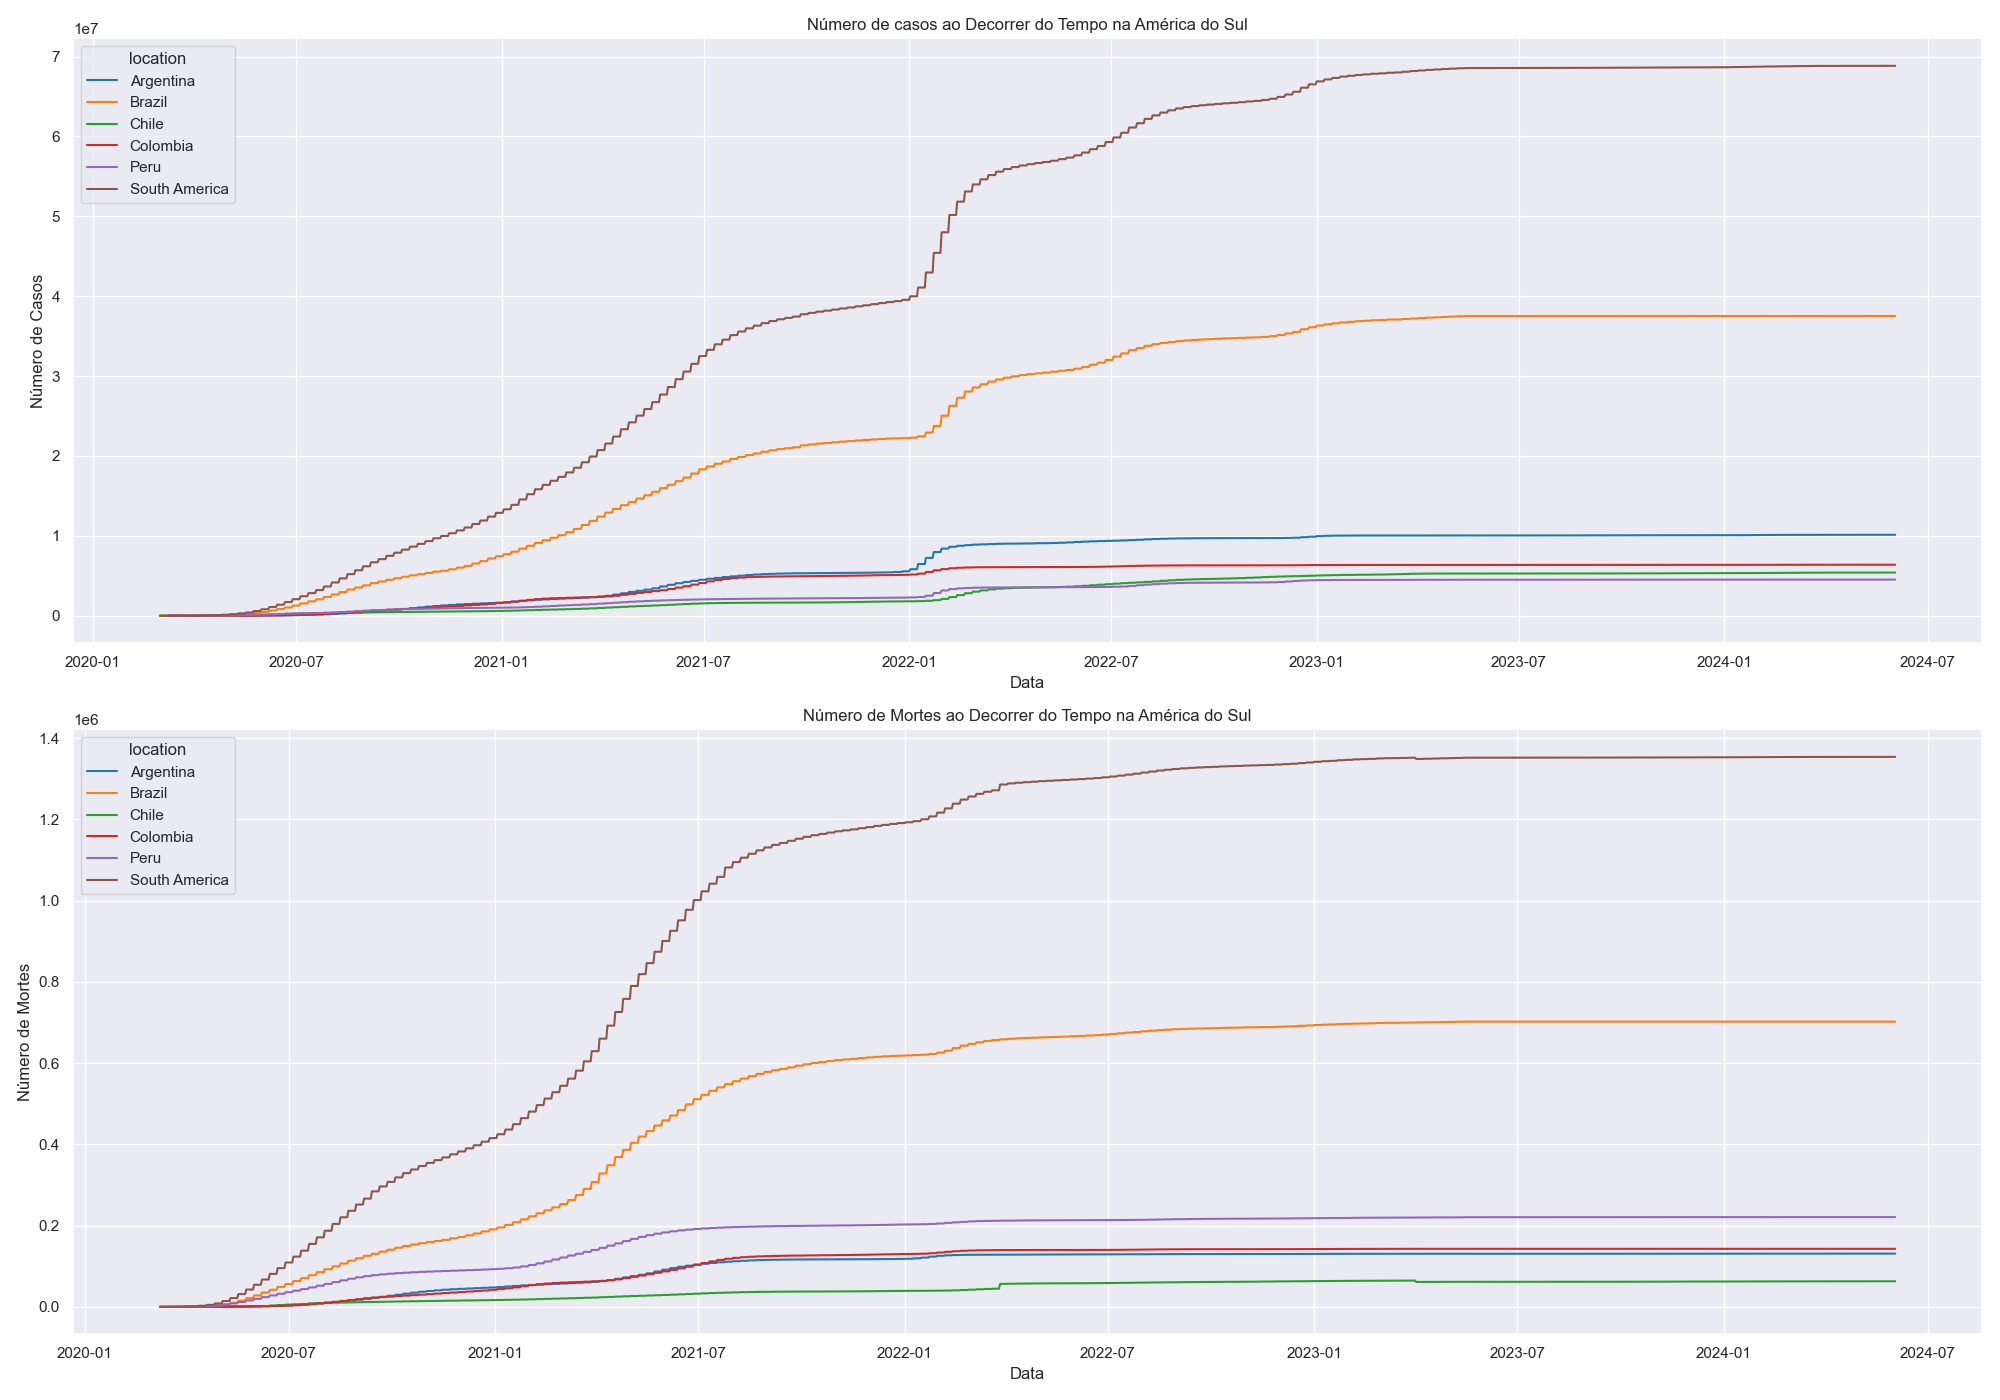 Número de casos ao Decorrer do Tempo na América do Sul
1e7
location
Argentina
Brazil
Chile
Colombia
Peru
South America
7
6
5
4
3
2
1
0
Número de Casos
2020-01 2020-07 2021-01 2021-07 2022-01 2022-07 2023-01 2023-07 2024-01 2024-07
Data
Número de Mortes ao Decorrer do Tempo na América do Sul
1e6
location
Argentina
Brazil
Chile
Colombia
Peru
South America
1.4
1.2
1.0
0.8
0.6
0.4
0.2
0.0
Número de Mortes
2020-01 2020-07 2021-01 2021-07 2022-01 2022-07 2023-01 2023-07 2024-01 2024-07
Data